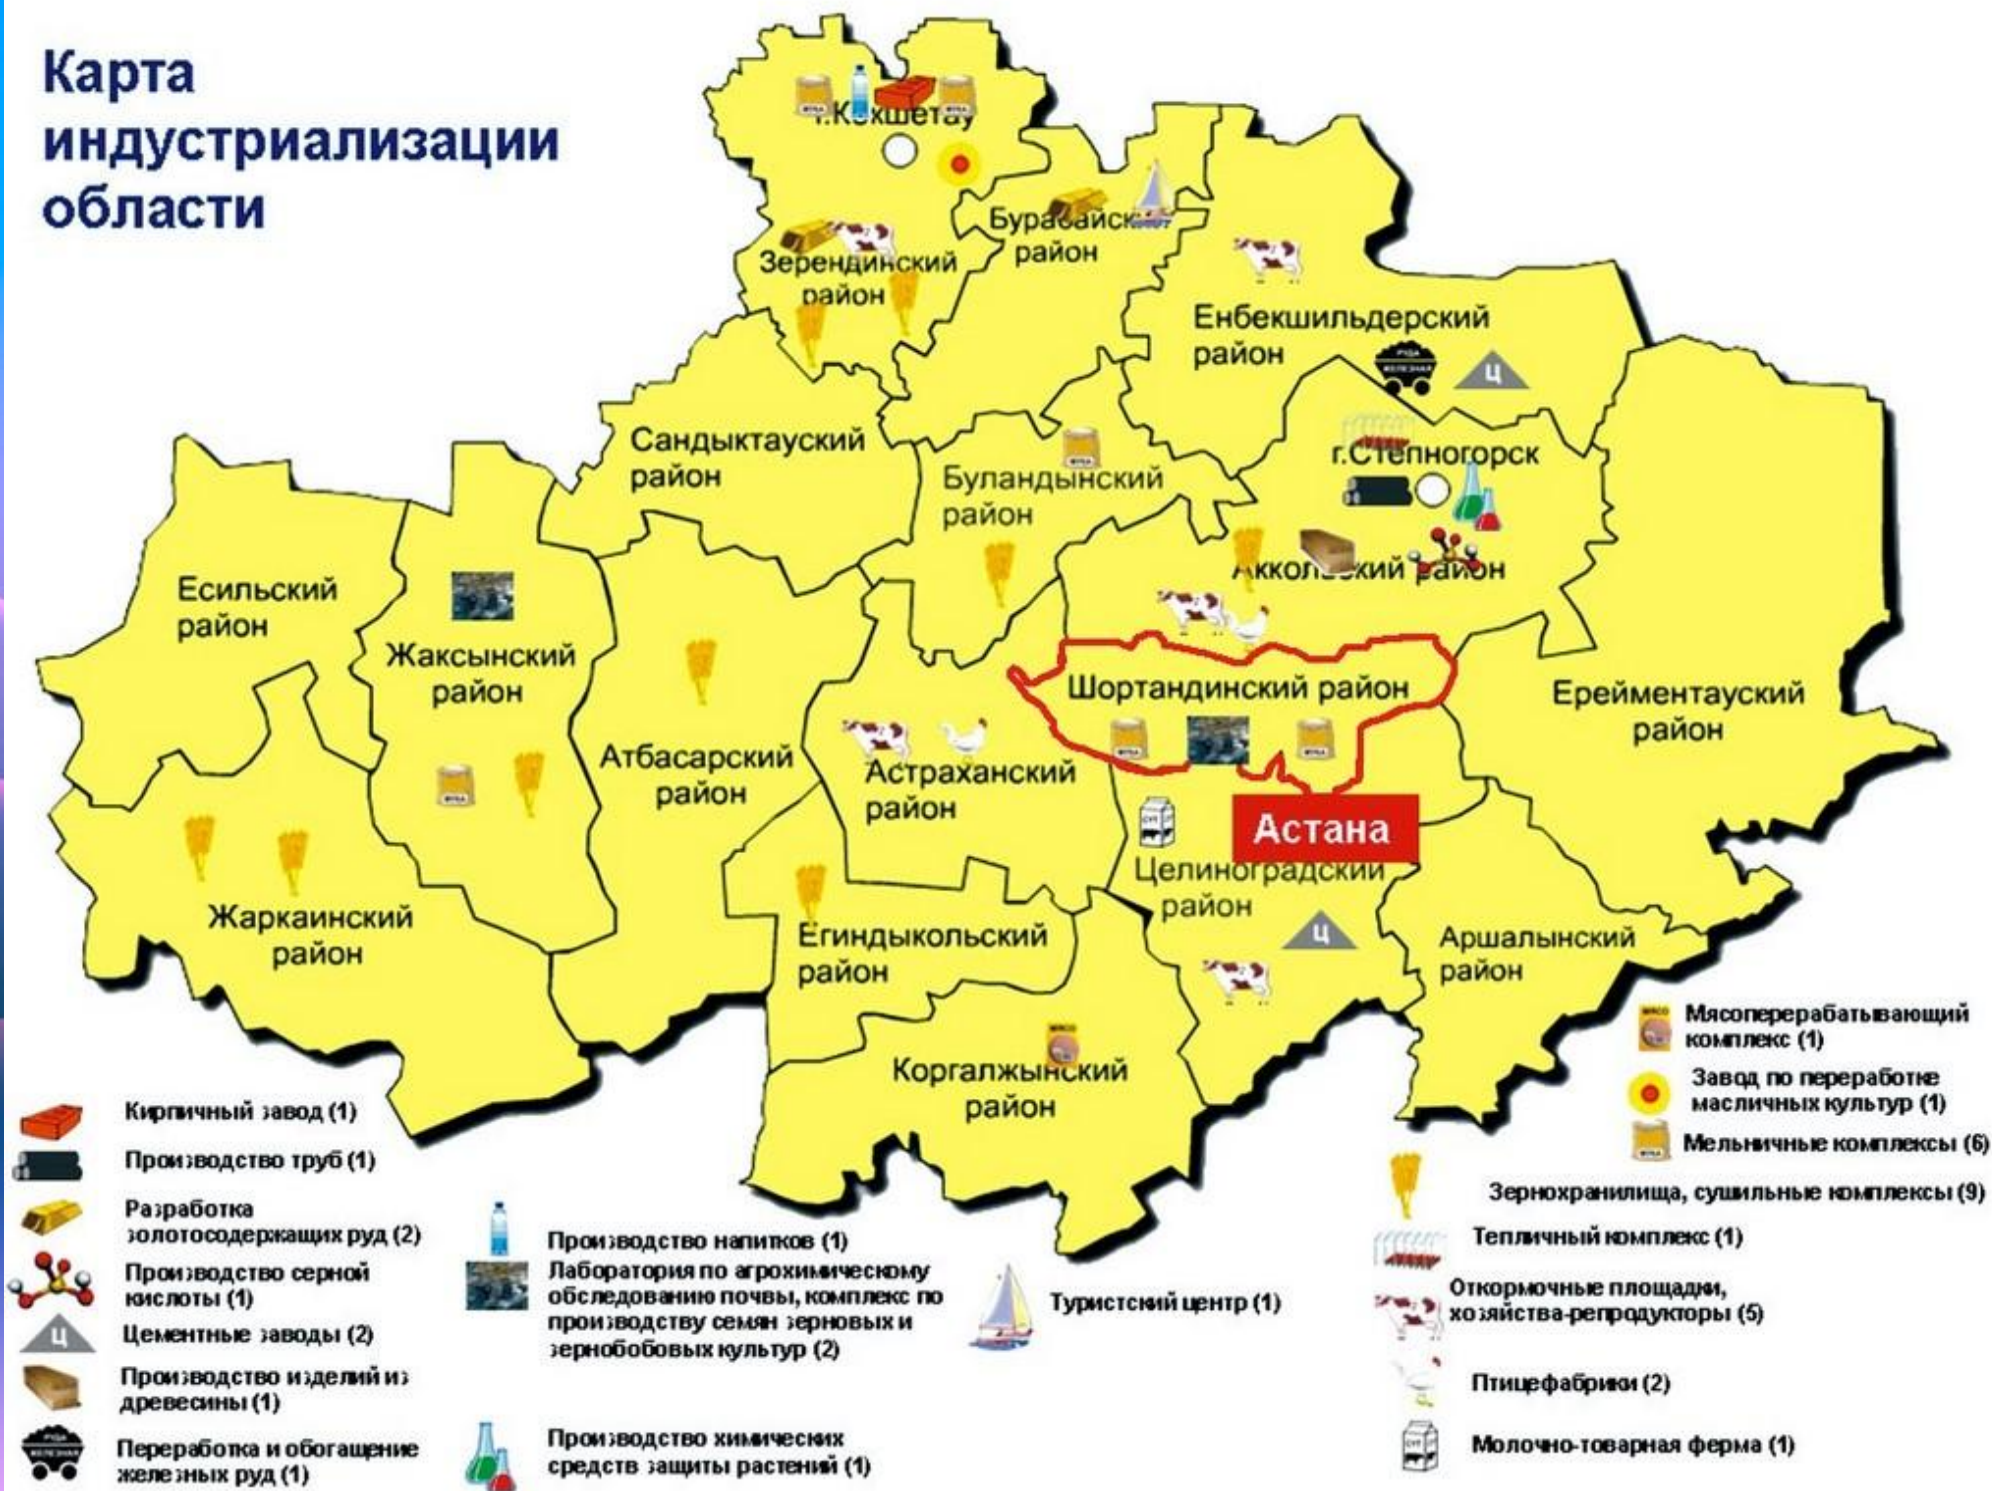 Карта
индустриализации
области
г.Кокшетау
Бурабайский
район
Зерендинский
район
Енбекшильдерский
район
РУДА
ЖЕЛЕЗНАЯ
Ц
Сандыктауский
район
г.Степногорск
Буландынский
район
Аккольский район
Есильский
район
Жаксынский
район
Шортандинский район
Ерейментауский
район
Атбасарский
район
Астраханский
район
Астана
Целиноградский
район
Ц
Жаркаинский
район
Егиндыкольский
район
Аршалынский
район
МЯСО
Коргалжынский
район
МЯСО
Мясоперерабатывающий
комплекс (1)
Завод по переработке
масличных культур (1)
Мельничные комплексы (6)
Зернохранилища, сушильные комплексы (9)
Тепличный комплекс (1)
Откормочные площадки,
хозяйства-репродукторы (5)
Птицефабрики (2)
Молочно-товарная ферма (1)
Кирпичный завод (1)
Производство труб (1)
Разработка
золотосодержащих руд (2)
Производство серной
кислоты (1)
Ц
Цементные заводы (2)
Производство изделий из
древесины (1)
РУДА
ЖЕЛЕЗНАЯ
Переработка и обогащение
железных руд (1)
Производство напитков (1)
Лаборатория по агрохимическому
обследованию почвы, комплекс по
производству семян зерновых и
зернобобовых культур (2)
Производство химических
средств защиты растений (1)
Туристский центр (1)